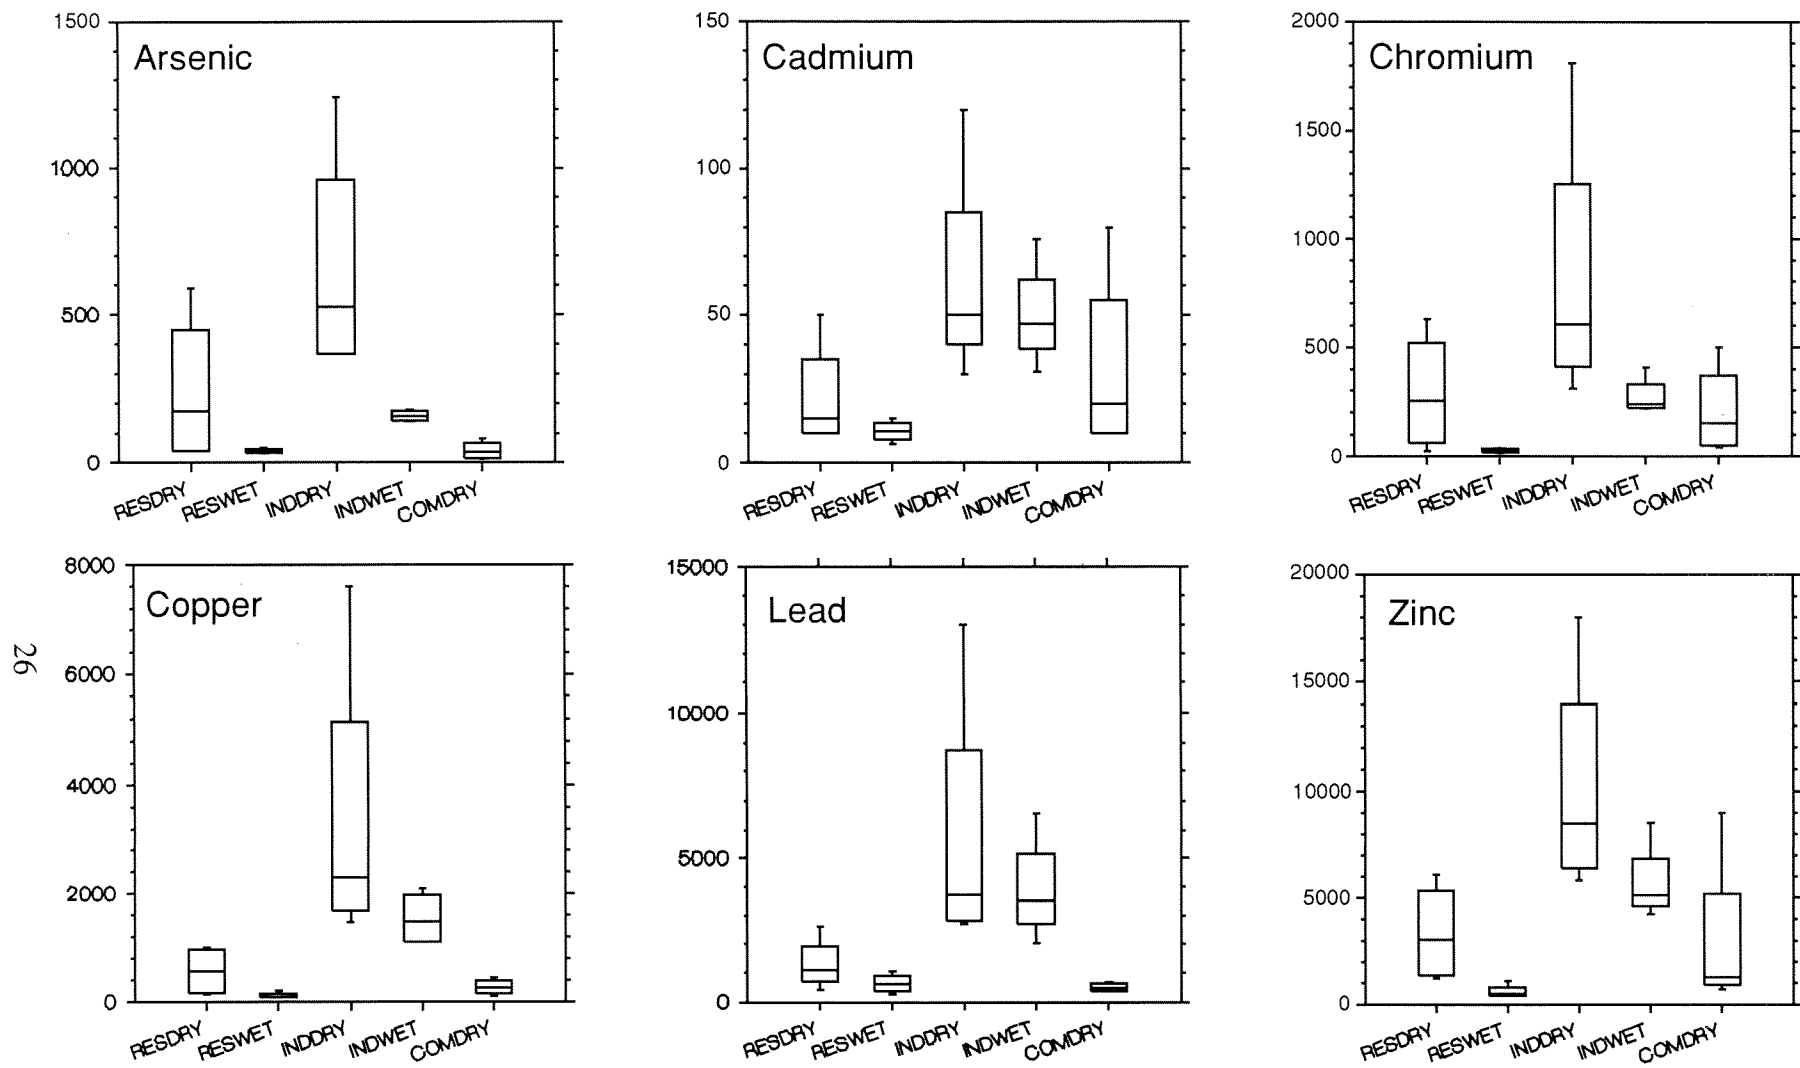 Arsenic
1500
1000
500
0
RESDRY RESWET INDDRY INDWET COMDRY
Cadmium
150
100
50
0
RESDRY RESWET INDDRY INDWET COMDRY
Chromium
2000
1500
1000
500
0
RESDRY RESWET INDDRY INDWET COMDRY
Copper
8000
6000
4000
2000
0
RESDRY RESWET INDDRY INDWET COMDRY
Lead
15000
10000
5000
0
RESDRY RESWET INDDRY INDWET COMDRY
Zinc
20000
15000
10000
5000
0
RESDRY RESWET INDDRY INDWET COMDRY
26